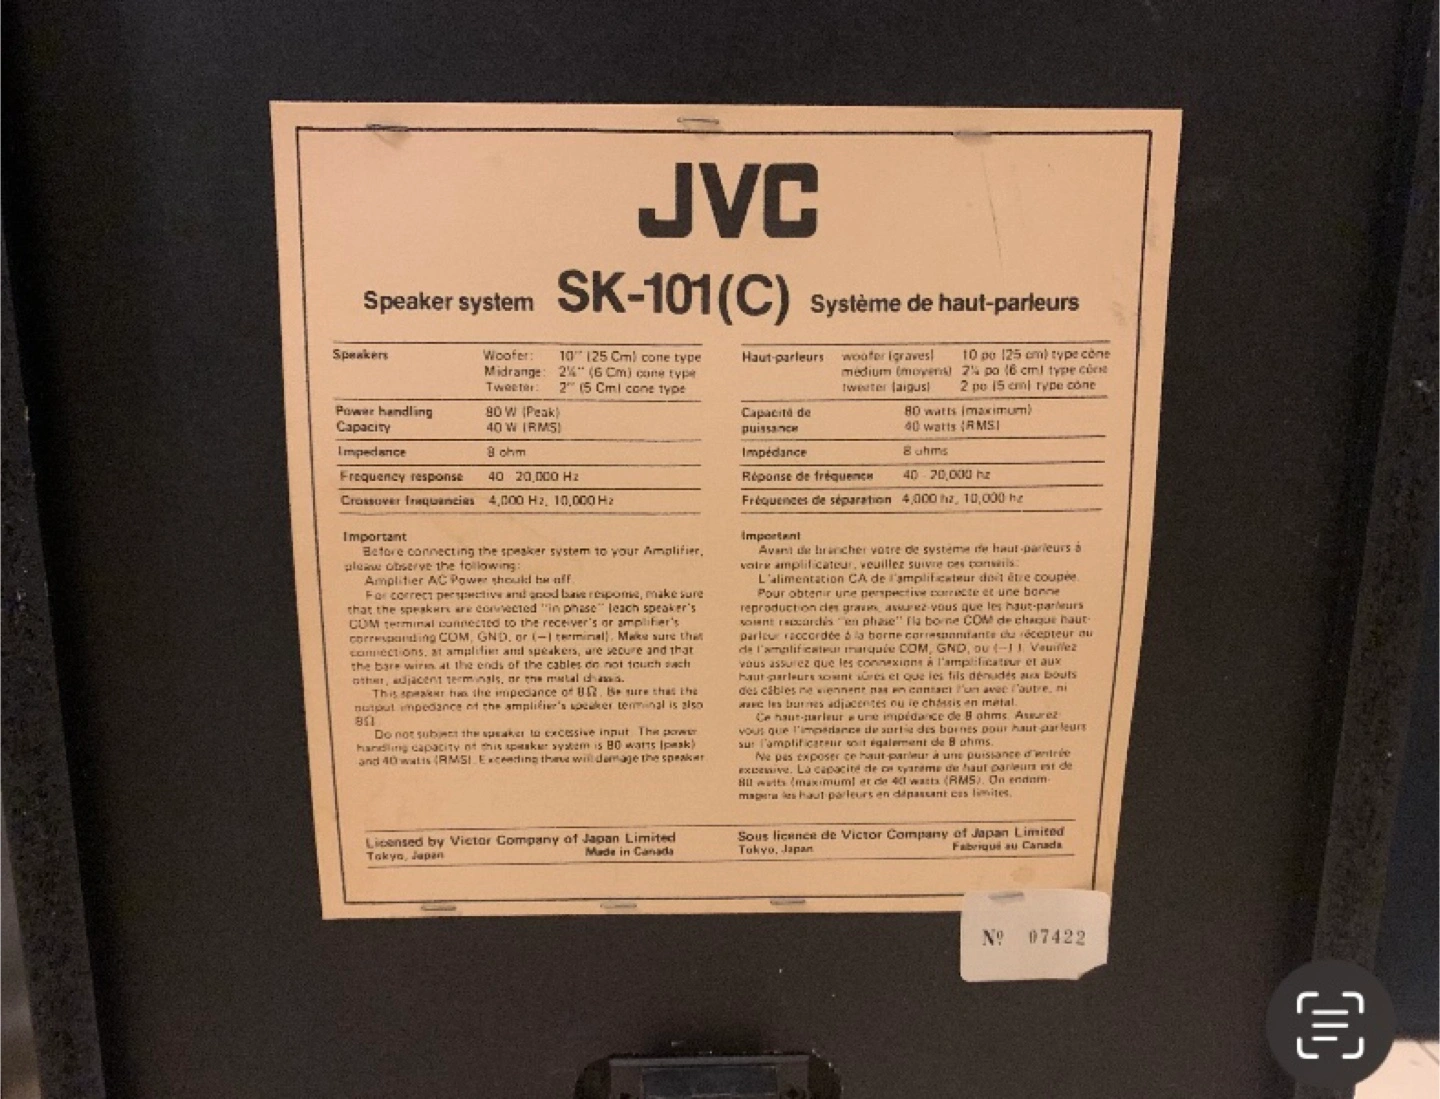 JVC
Speaker system SK-101(C) Système de haut-parleurs
Speakers Woofer: 10" (25 Cm) cone type
Midrange: 2¼" (6 Cm) cone type
Tweeter: 2" (5 Cm) cone type
Power handling 80 W (Peak)
Capacity 40 W (RMS)
Impedance 8 ohm
Frequency response 40 - 20,000 Hz
Crossover frequencies 4,000 Hz, 10,000 Hz
Important
Before connecting the speaker system to your Amplifier,
please observe the following:
Amplifier AC Power should be off.
For correct perspective and good bass response, make sure
that the speakers are connected "in phase" (each speaker's
COM terminal connected to the receiver's or amplifier's
corresponding COM, GND, or (−) terminal). Make sure that
connections, at amplifier and speakers, are secure and that
the bare wires at the ends of the cables do not touch each
other, adjacent terminals, or the metal chassis.
This speaker has the impedance of 8Ω. Be sure that the
output impedance of the amplifier's speaker terminal is also
8Ω.
Do not subject the speaker to excessive input. The power
handling capacity of this speaker system is 80 watts (peak)
and 40 watts (RMS). Exceeding these will damage the speaker
Licensed by Victor Company of Japan Limited
Tokyo, Japan Made in Canada
Haut-parleurs woofer (graves) 10 po (25 cm) type cône
médium (moyens) 2¼ po (6 cm) type cône
tweeter (aigus) 2 po (5 cm) type cône
Capacité de 80 watts (maximum)
puissance 40 watts (RMS)
Impédance 8 ohms
Réponse de fréquence 40 - 20,000 hz
Fréquences de séparation 4,000 hz, 10,000 hz
Important
Avant de brancher votre de système de haut-parleurs à
votre amplificateur, veuillez suivre ces conseils:
L'alimentation CA de l'amplificateur doit être coupée.
Pour obtenir une perspective correcte et une bonne
reproduction des graves, assurez-vous que les haut-parleurs
soient raccordés "en phase" (la borne COM de chaque haut-
parleur raccordée à la borne correspondante du récepteur ou
de l'amplificateur marquée COM, GND, ou (−) ). Veuillez
vous assurez que les connexions à l'amplificateur et aux
haut-parleurs soient sûres et que les fils dénudés aux bouts
des câbles ne viennent pas en contact l'un avec l'autre, ni
avec les bornes adjacentes ou le châssis en métal.
Ce haut-parleur a une impédance de 8 ohms. Assurez-
vous que l'impédance de sortie des bornes pour haut-parleurs
sur l'amplificateur soit également de 8 ohms.
Ne pas exposer ce haut-parleur à une puissance d'entrée
excessive. La capacité de ce système de haut-parleurs est de
80 watts (maximum) et de 40 watts (RMS). On endom-
magera les haut-parleurs en dépassant ces limites.
Sous licence de Victor Company of Japan Limited
Tokyo, Japan Fabriqué au Canada
Nº 07422